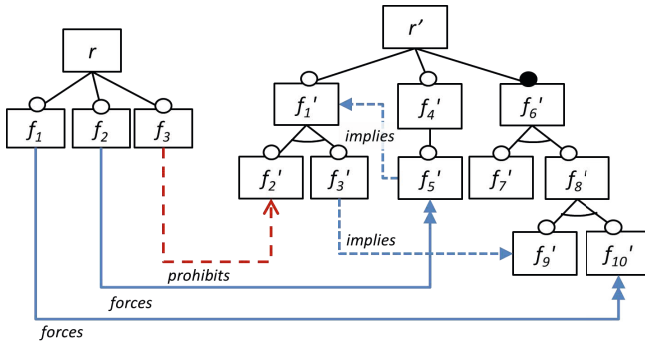 r
r'
f1
f2
f3
f1'
f4'
f6'
implies
f2'
f3'
f5'
f7'
f8'
implies
f9'
f10'
prohibits
forces
forces